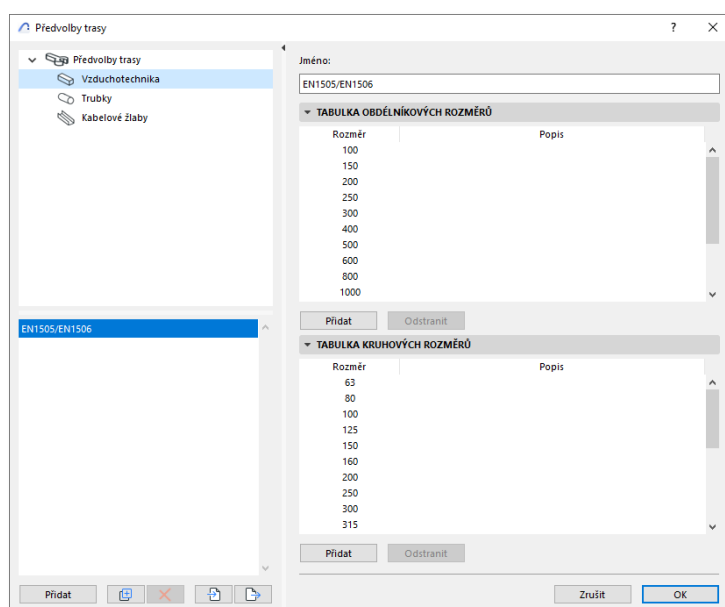 Předvolby trasy
?
Předvolby trasy
Vzduchotechnika
Trubky
Kabelové žlaby
EN1505/EN1506
Přidat
Jméno:
EN1505/EN1506
TABULKA OBDÉLNÍKOVÝCH ROZMĚRŮ
Rozměr Popis
100
150
200
250
300
400
500
600
800
1000
Přidat Odstranit
TABULKA KRUHOVÝCH ROZMĚRŮ
Rozměr Popis
63
80
100
125
150
160
200
250
300
315
Přidat Odstranit
Zrušit OK